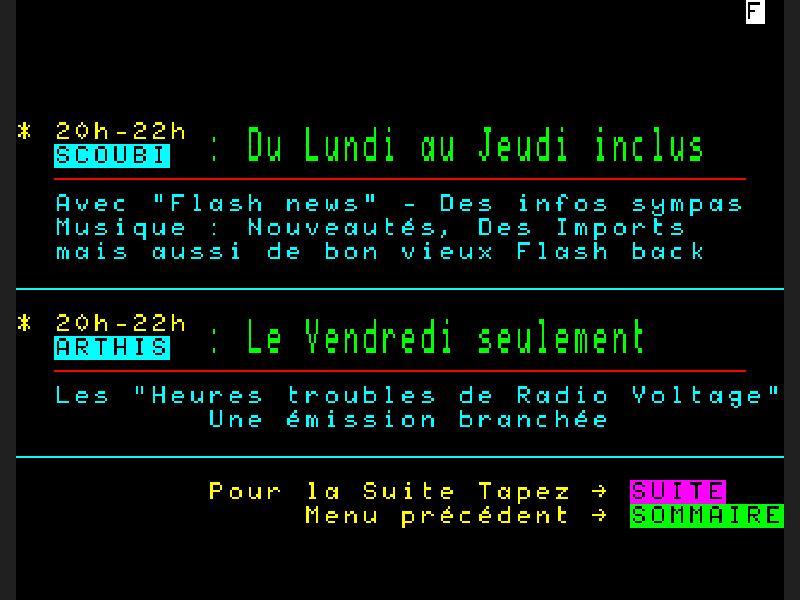 F
* 20h-22h : Du Lundi au Jeudi inclus
SCOUBI
Avec "Flash news" - Des infos sympas
Musique : Nouveautés, Des Imports
mais aussi de bon vieux Flash back
* 20h-22h : Le Vendredi seulement
ARTHIS
Les "Heures troubles de Radio Voltage"
Une émission branchée
Pour la Suite Tapez → SUITE
Menu précédent → SOMMAIRE